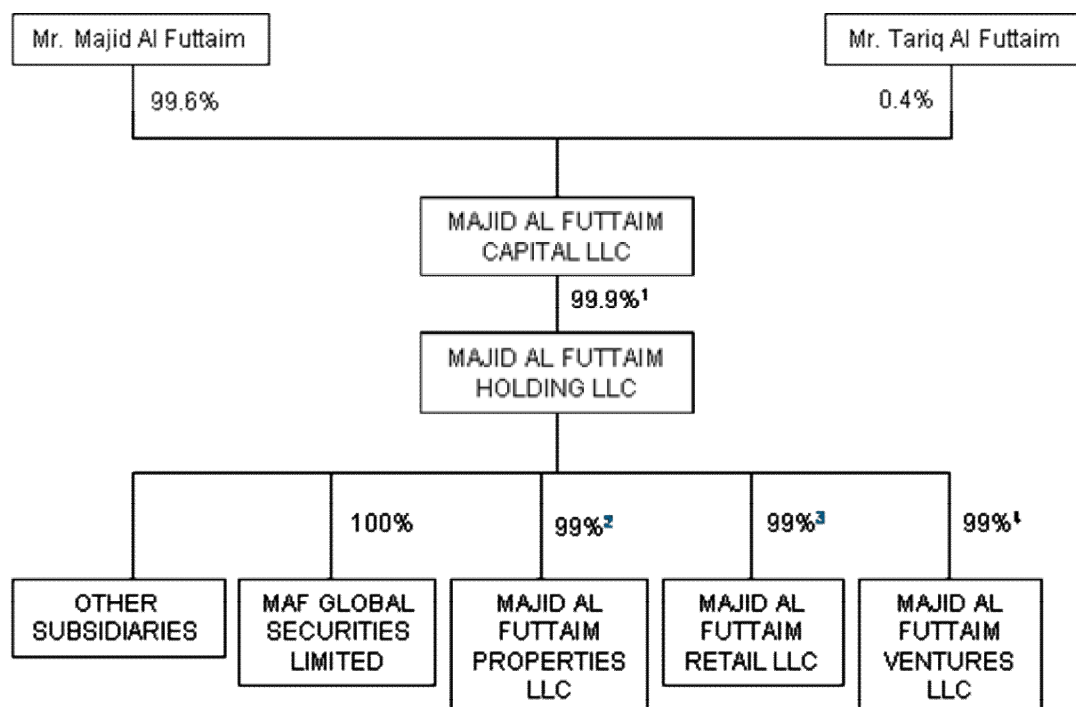 Mr. Majid Al Futtaim
Mr. Tariq Al Futtaim
99.6%
0.4%
MAJID AL FUTTAIM
CAPITAL LLC
99.9%¹
MAJID AL FUTTAIM
HOLDING LLC
100%
99%²
99%³
99%
OTHER
SUBSIDIARIES
MAF GLOBAL
SECURITIES
LIMITED
MAJID AL
FUTTAIM
PROPERTIES
LLC
MAJID AL
FUTTAIM
RETAIL LLC
MAJID AL
FUTTAIM
VENTURES
LLC